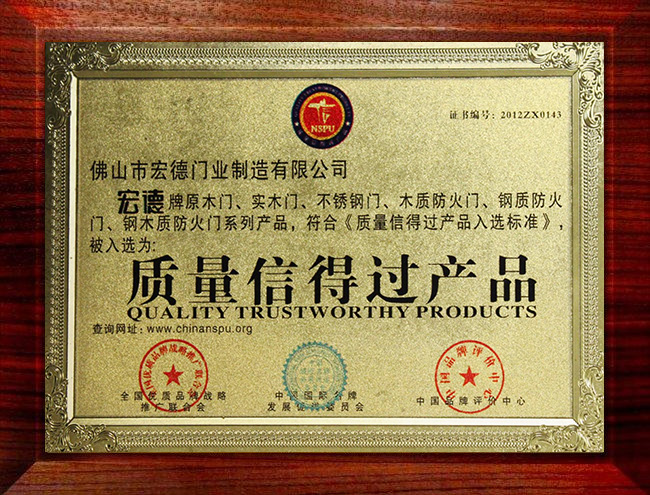 NSPU
证书编号：2012ZX0143
佛山市宏德门业制造有限公司
宏德牌原木门、实木门、不锈钢门、木质防火门、钢质防火
门、钢木质防火门系列产品，符合《质量信得过产品入选标准》，
被入选为:
质量信得过产品
QUALITY TRUSTWORTHY PRODUCTS
查询网址：www.chinanspu.org
全国优质品牌战略
推广联合会
中国国际品牌
发展促进委员会
中国品牌评价中心